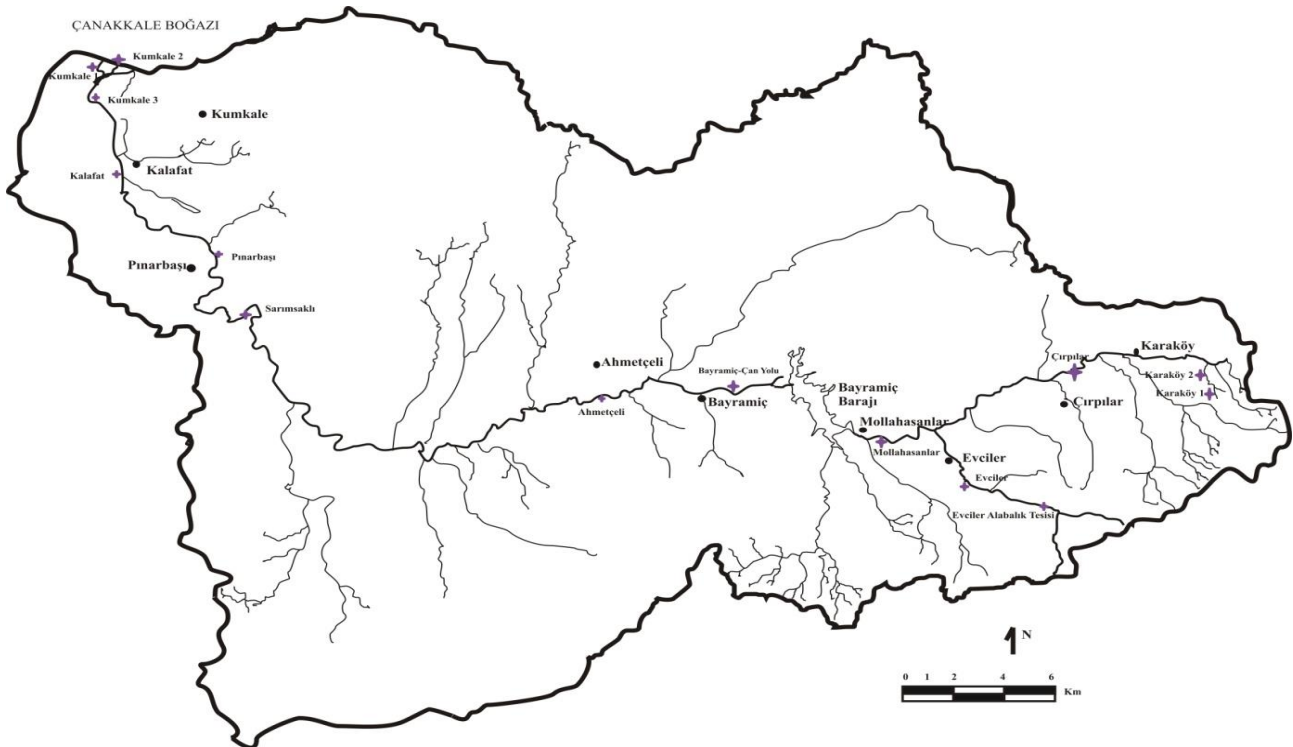 ÇANAKKALE BOĞAZI
Kumkale 2
Kumkale 1
Kumkale 3
Kumkale
Kalafat
Kalafat
Pınarbaşı
Pınarbaşı
Sarımsaklı
Ahmetçeli
Ahmetçeli
Bayramiç-Çan Yolu
Bayramiç
Bayramiç
Barajı
Mollahasanlar
Mollahasanlar
Evciler
Evciler
Evciler Alabalık Tesisi
Çırpılar
Çırpılar
Karaköy
Karaköy 2
Karaköy 1
N
0 1 2 4 6
Km